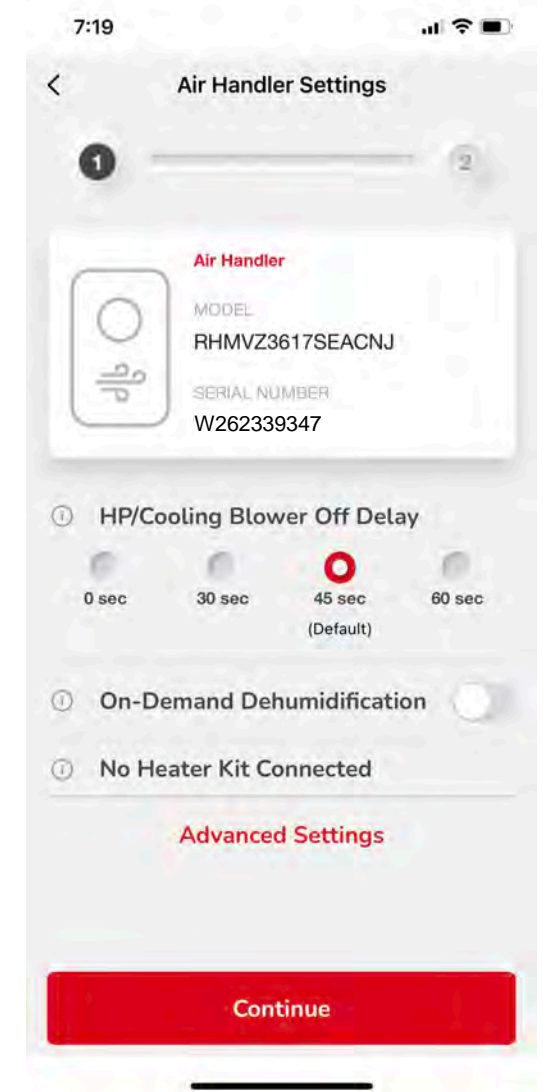 7:19
Air Handler Settings
1
2
Air Handler
MODEL
RHMVZ3617SEACNJ
SERIAL NUMBER
W262339347
HP/Cooling Blower Off Delay
0 sec 30 sec 45 sec 60 sec
(Default)
On-Demand Dehumidification
No Heater Kit Connected
Advanced Settings
Continue